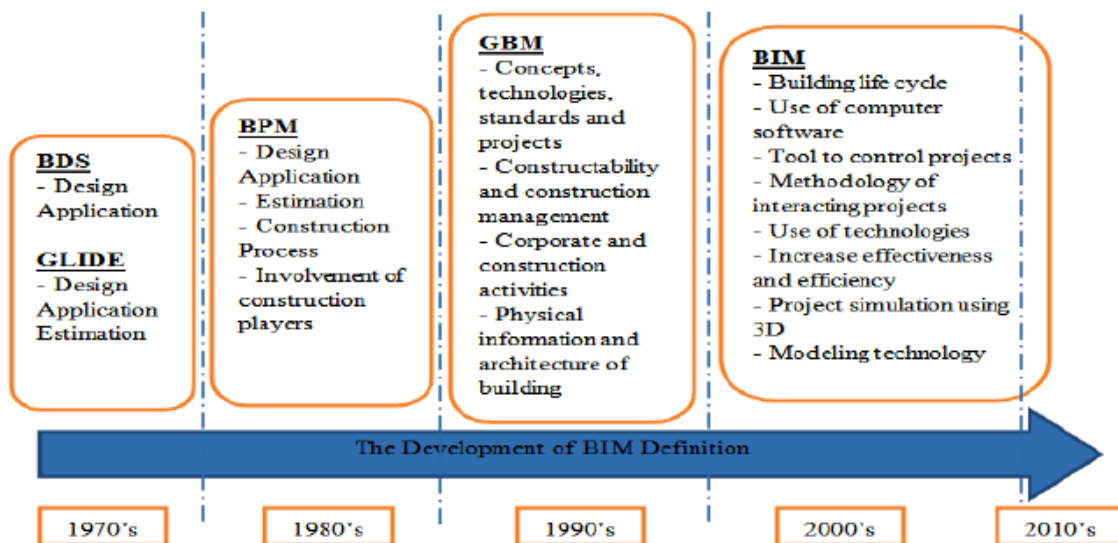 BDS
- Design
Application
GLIDE
- Design
Application
Estimation
BPM
- Design
Application
- Estimation
- Construction
Process
- Involvement of
construction
players
GBM
- Concepts,
technologies,
standards and
projects
- Constructability
and construction
management
- Corporate and
construction
activities
- Physical
information and
architecture of
building
BIM
- Building life cycle
- Use of computer
software
- Tool to control projects
- Methodology of
interacting projects
- Use of technologies
- Increase effectiveness
and efficiency
- Project simulation using
3D
- Modeling technology
The Development of BIM Definition
1970's
1980's
1990's
2000's
2010's